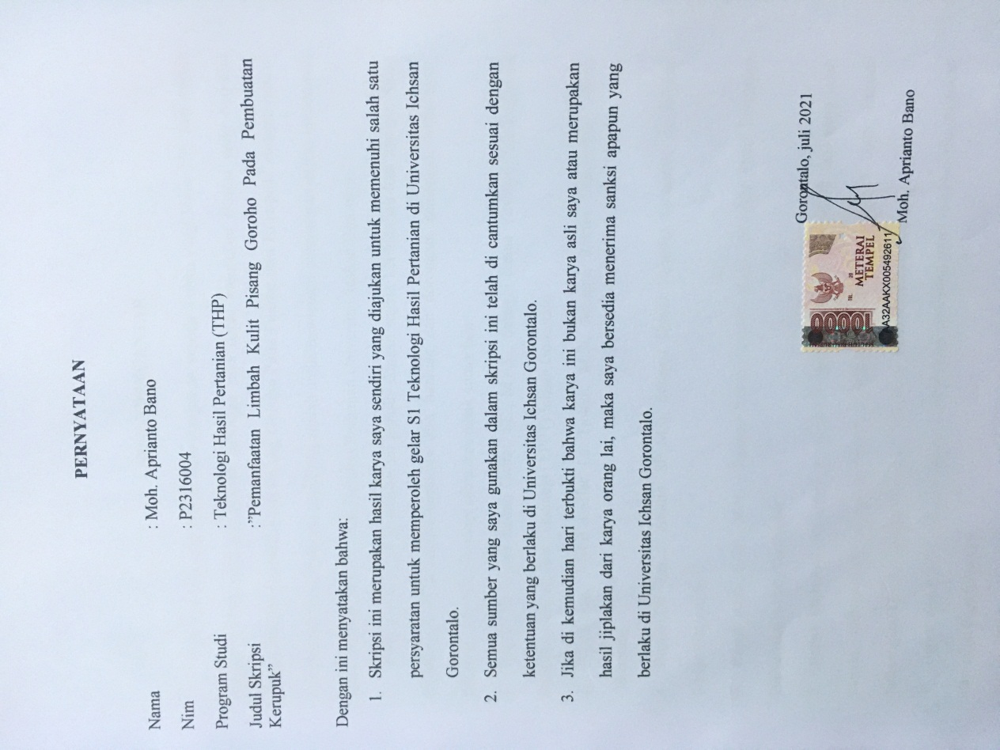 PERNYATAAN
Nama : Moh. Aprianto Bano
Nim : P2316004
Program Studi : Teknologi Hasil Pertanian (THP)
Judul Skripsi :”Pemanfaatan Limbah Kulit Pisang Goroho Pada Pembuatan
Kerupuk”
Dengan ini menyatakan bahwa:
1. Skripsi ini merupakan hasil karya saya sendiri yang diajukan untuk memenuhi salah satu
persyaratan untuk memperoleh gelar S1 Teknologi Hasil Pertanian di Universitas Ichsan
Gorontalo.
2. Semua sumber yang saya gunakan dalam skripsi ini telah di cantumkan sesuai dengan
ketentuan yang berlaku di Universitas Ichsan Gorontalo.
3. Jika di kemudian hari terbukti bahwa karya ini bukan karya asli saya atau merupakan
hasil jiplakan dari karya orang lai, maka saya bersedia menerima sanksi apapun yang
berlaku di Universitas Ichsan Gorontalo.
Gorontalo, juli 2021
10000
TGL. 20
METERAI
TEMPEL
A32AAKX005492611
Moh. Aprianto Bano